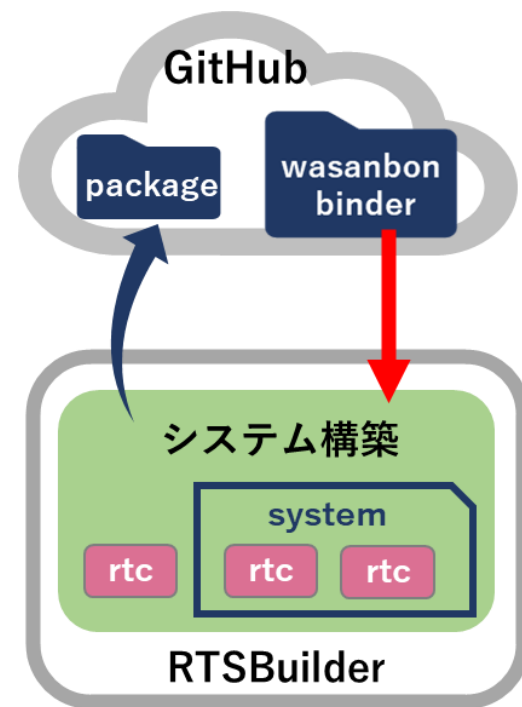 GitHub
package
wasanbon
binder
システム構築
system
rtc
rtc
rtc
RTSBuilder